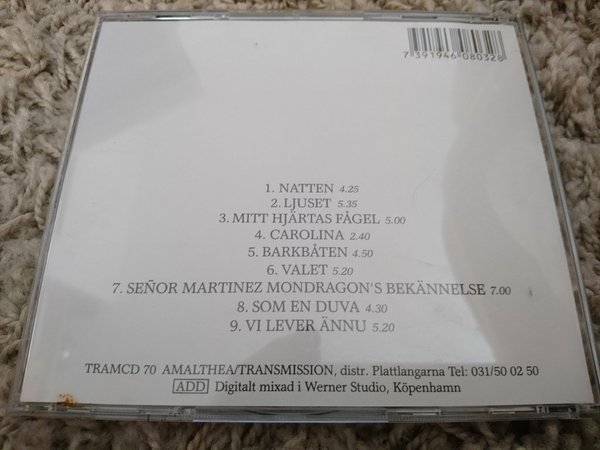 7 391946 080328
1. NATTEN 4.25
2. LJUSET 5.35
3. MITT HJÄRTAS FÅGEL 5.00
4. CAROLINA 2.40
5. BARKBÅTEN 4.50
6. VALET 5.20
7. SEÑOR MARTINEZ MONDRAGON'S BEKÄNNELSE 7.00
8. SOM EN DUVA 4.30
9. VI LEVER ÄNNU 5.20
TRAMCD 70 AMALTHEA/TRANSMISSION, distr. Plattlangarna Tel: 031/50 02 50
ADD Digitalt mixad i Werner Studio, Köpenhamn